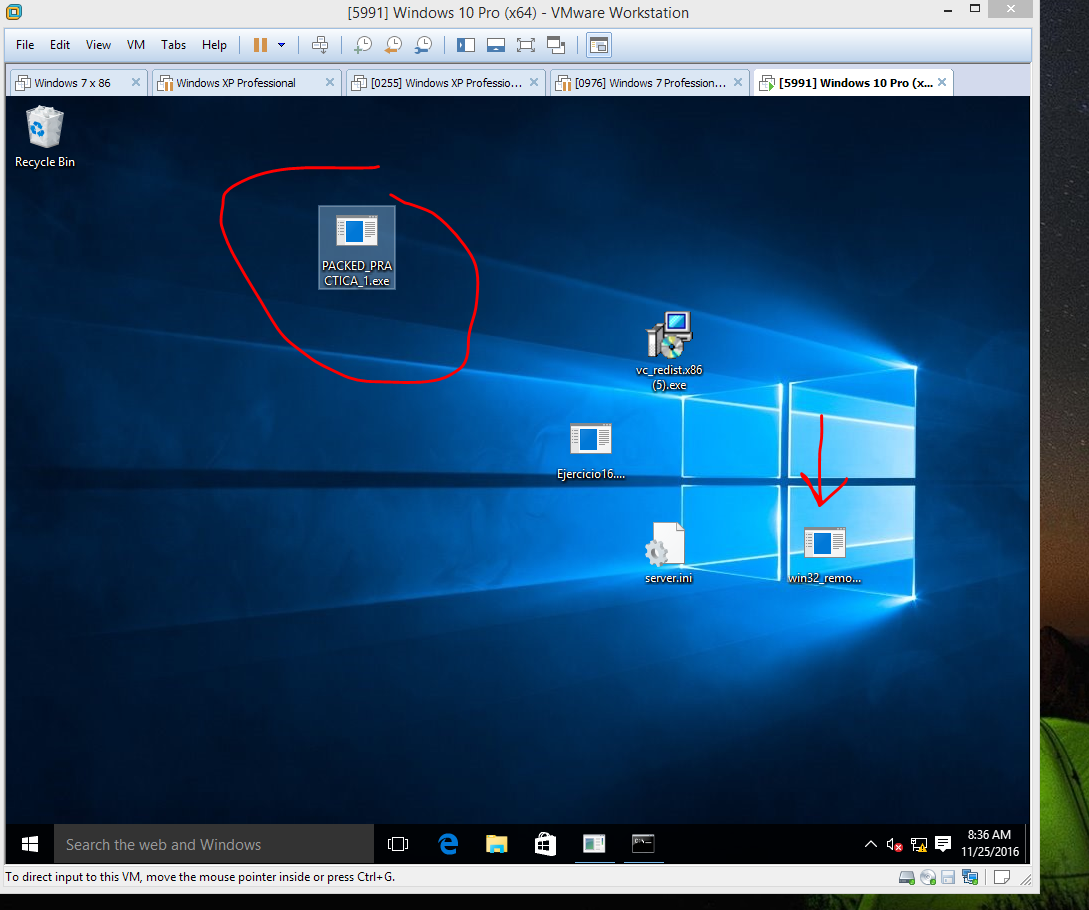 [5991] Windows 10 Pro (x64) - VMware Workstation
File Edit View VM Tabs Help
Windows 7 x 86
Windows XP Professional
[0255] Windows XP Professio...
[0976] Windows 7 Profession...
[5991] Windows 10 Pro (x...
Recycle Bin
PACKED_PRA
CTICA_1.exe
vc_redist.x86
(5).exe
Ejercicio16....
server.ini
win32_remo...
Search the web and Windows
8:36 AM
11/25/2016
To direct input to this VM, move the mouse pointer inside or press Ctrl+G.